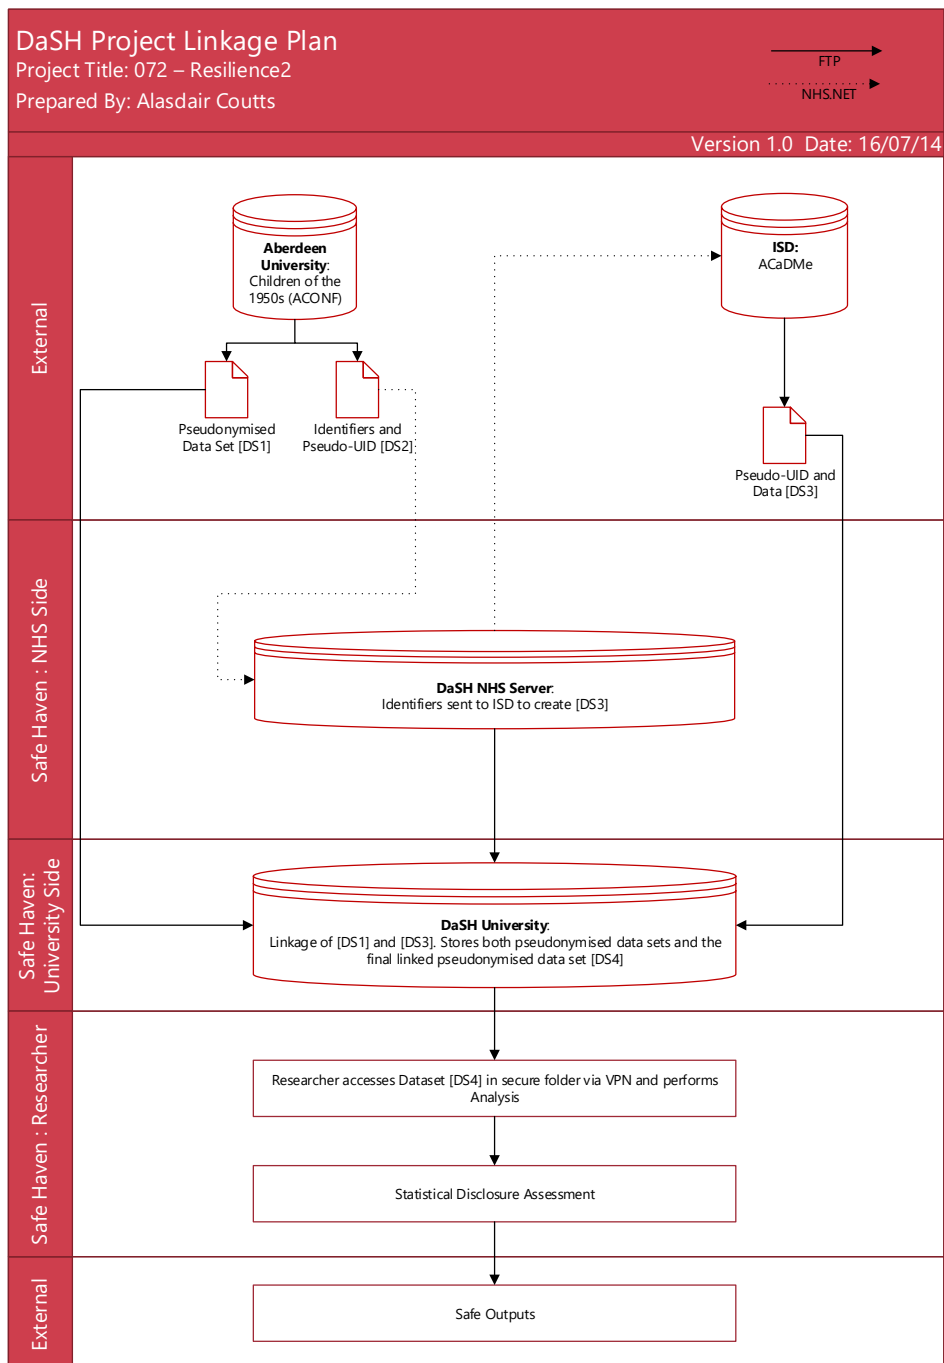 DaSH Project Linkage Plan
Project Title: 072 – Resilience2
Prepared By: Alasdair Coutts
FTP
NHS.NET
Version 1.0  Date: 16/07/14
External
Aberdeen
University:
Children of the
1950s (ACONF)
ISD:
ACaDMe
Pseudonymised
Data Set [DS1]
Identifiers and
Pseudo-UID [DS2]
Pseudo-UID and
Data [DS3]
Safe Haven : NHS Side
DaSH NHS Server:
Identifiers sent to ISD to create [DS3]
Safe Haven:
University Side
DaSH University:
Linkage of [DS1] and [DS3]. Stores both pseudonymised data sets and the
final linked pseudonymised data set [DS4]
Safe Haven : Researcher
Researcher accesses Dataset [DS4] in secure folder via VPN and performs
Analysis
Statistical Disclosure Assessment
External
Safe Outputs